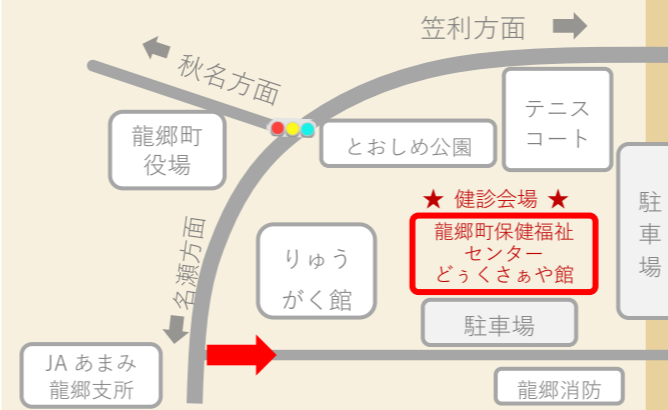 笠利方面
秋名方面
テニス
コート
龍郷町
役場
とおしめ公園
★ 健診会場 ★
駐
車
場
龍郷町保健福祉
センター
どぅくさぁや館
名瀬方面
りゅう
がく館
駐車場
JA あまみ
龍郷支所
龍郷消防